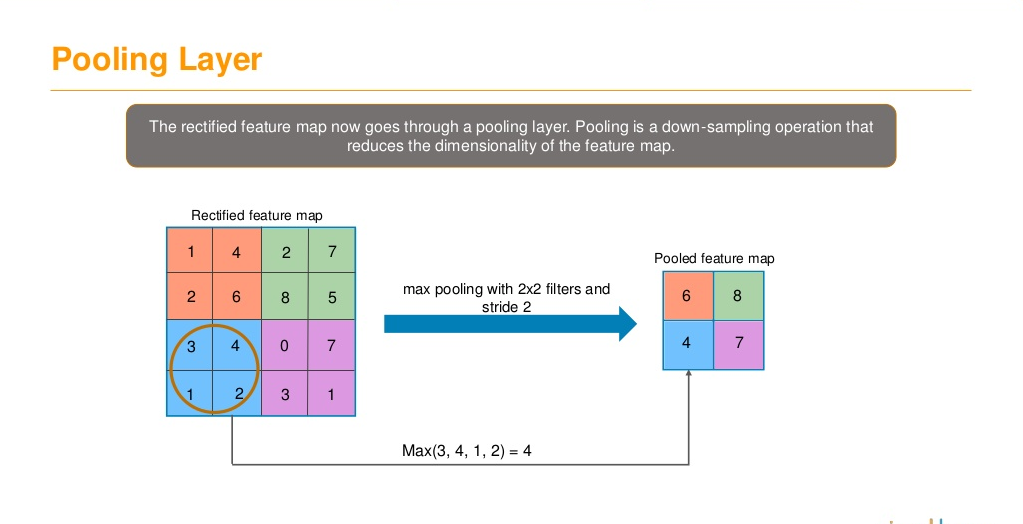 Pooling Layer
The rectified feature map now goes through a pooling layer. Pooling is a down-sampling operation that
reduces the dimensionality of the feature map.
Rectified feature map
1 4 2 7
2 6 8 5
3 4 0 7
1 2 3 1
max pooling with 2x2 filters and
stride 2
Pooled feature map
6 8
4 7
Max(3, 4, 1, 2) = 4